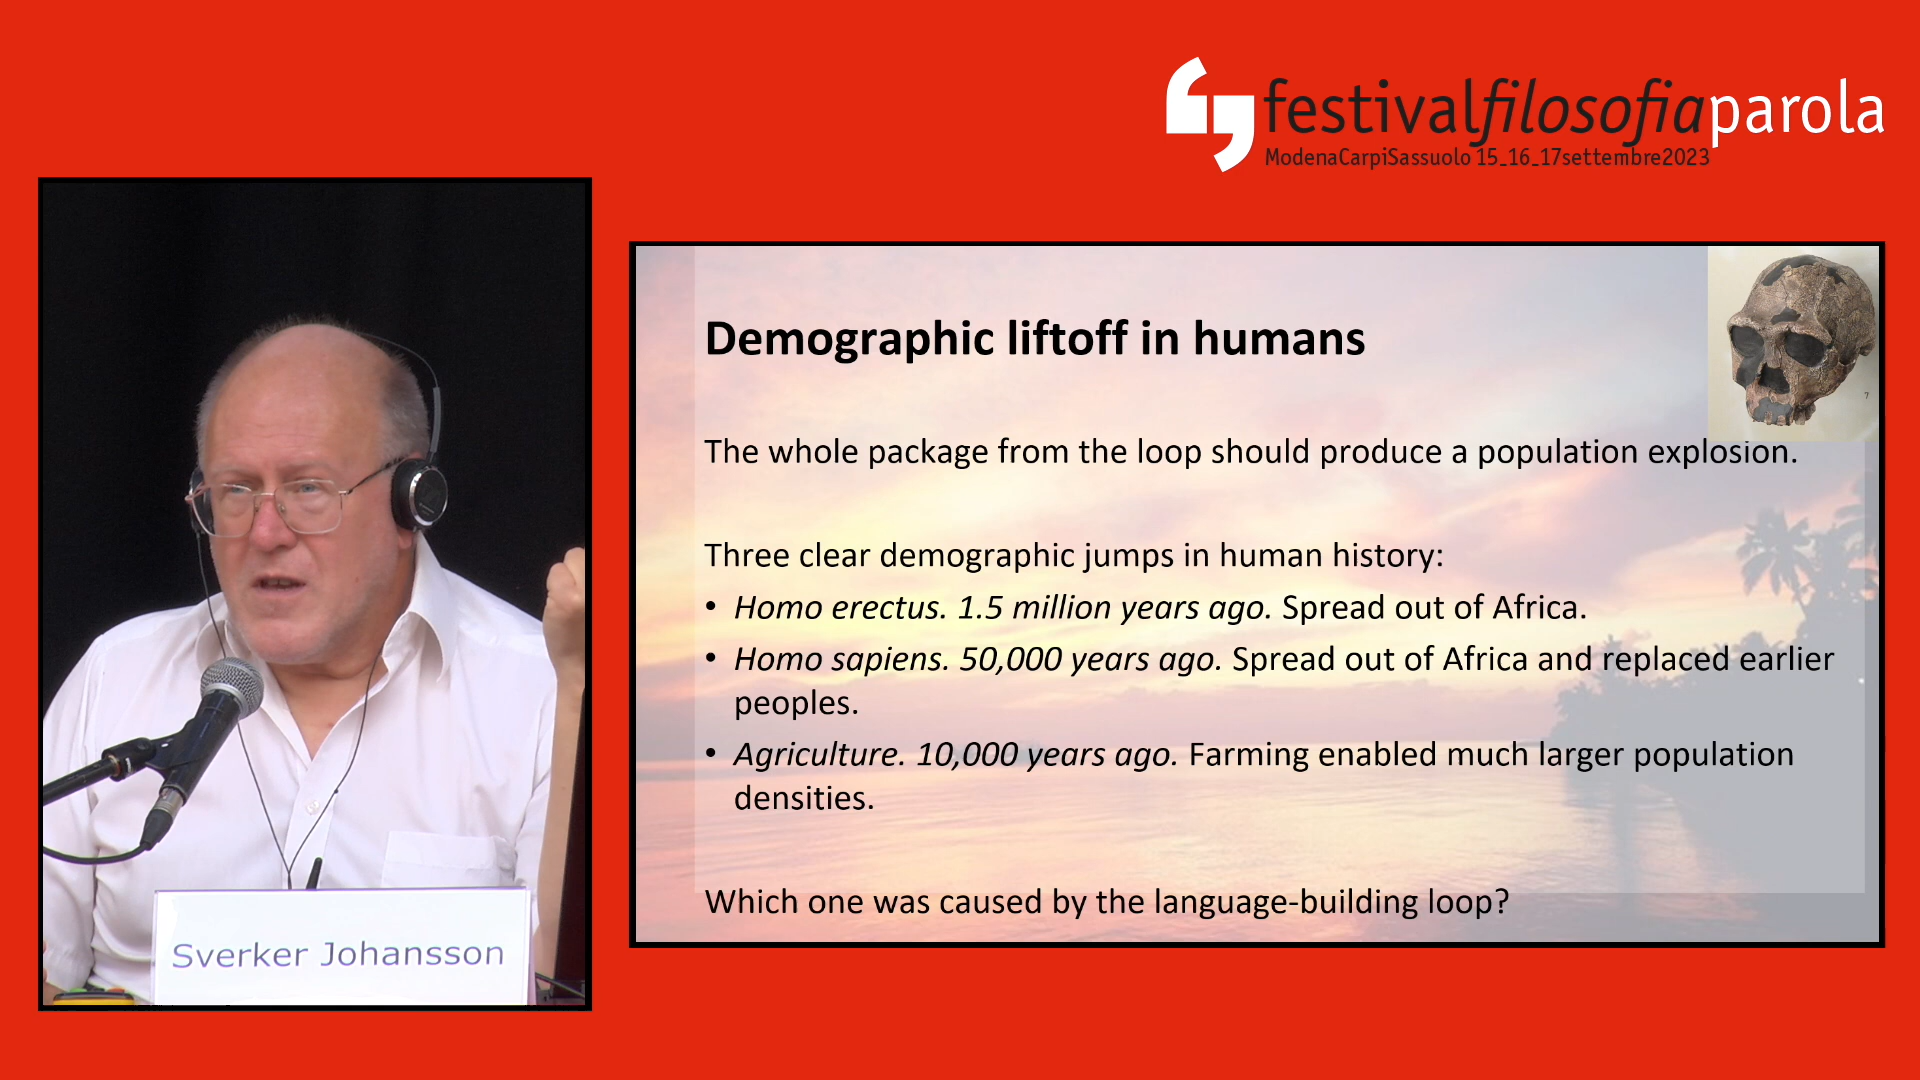 festivalfilosofiaparola
ModenaCarpiSassuolo 15_16_17settembre2023
Demographic liftoff in humans
7
The whole package from the loop should produce a population explosion.
Three clear demographic jumps in human history:
• Homo erectus. 1.5 million years ago. Spread out of Africa.
• Homo sapiens. 50,000 years ago. Spread out of Africa and replaced earlier
peoples.
• Agriculture. 10,000 years ago. Farming enabled much larger population
densities.
Which one was caused by the language-building loop?
Sverker Johansson